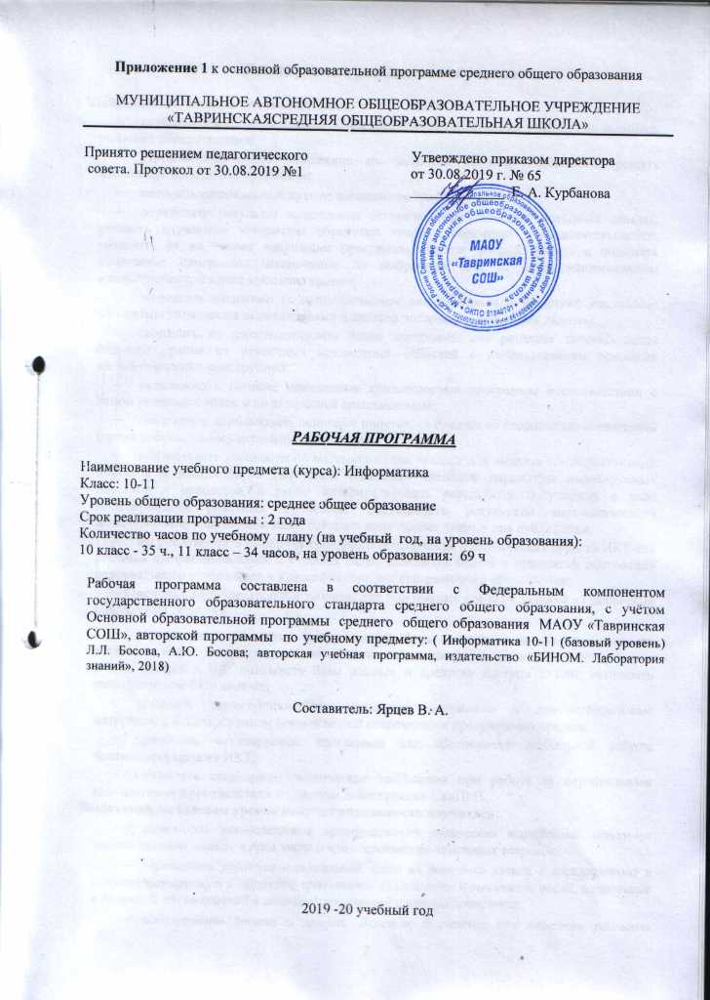 Приложение 1 к основной образовательной программе среднего общего образования
МУНИЦИПАЛЬНОЕ АВТОНОМНОЕ ОБЩЕОБРАЗОВАТЕЛЬНОЕ УЧРЕЖДЕНИЕ
«ТАВРИНСКАЯСРЕДНЯЯ ОБЩЕОБРАЗОВАТЕЛЬНАЯ ШКОЛА»
Принято решением педагогического
совета. Протокол от 30.08.2019 №1
Утверждено приказом директора
от 30.08.2019 г. № 65
Е. А. Курбанова
МАОУ
«Тавринская
СОШ»
РАБОЧАЯ ПРОГРАММА
Наименование учебного предмета (курса): Информатика
Класс: 10-11
Уровень общего образования: среднее общее образование
Срок реализации программы : 2 года
Количество часов по учебному плану (на учебный год, на уровень образования):
10 класс - 35 ч., 11 класс – 34 часов, на уровень образования: 69 ч
Рабочая программа составлена в соответствии с Федеральным компонентом
государственного образовательного стандарта среднего общего образования, с учётом
Основной образовательной программы среднего общего образования МАОУ «Тавринская
СОШ», авторской программы по учебному предмету: ( Информатика 10-11 (базовый уровень)
Л.Л. Босова, А.Ю. Босова; авторская учебная программа, издательство «БИНОМ. Лаборатория
знаний», 2018)
Составитель: Ярцев В. А.
2019 -20 учебный год